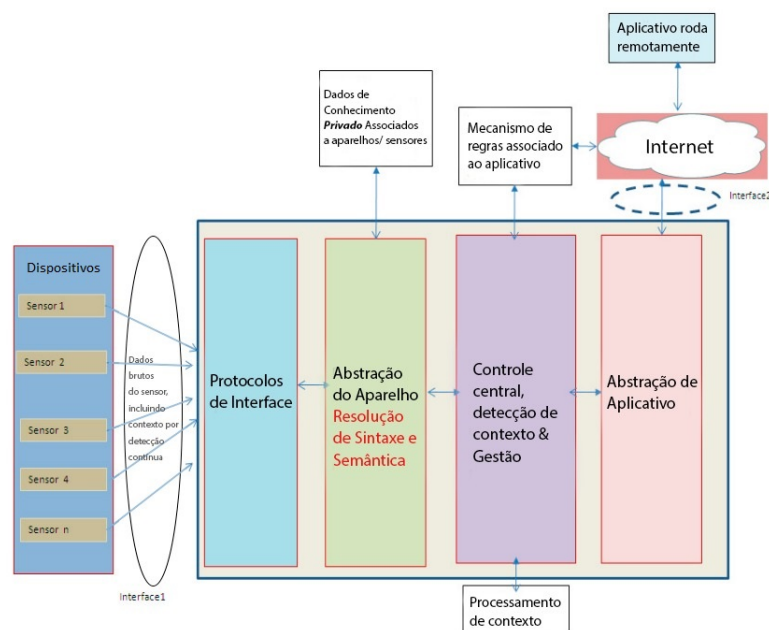 Aplicativo roda
remotamente
Dados de
Conhecimento
Privado Associados
a aparelhos/ sensores
Mecanismo de
regras associado
ao aplicativo
Internet
Interface2
Dispositivos
Sensor 1
Sensor 2
Sensor 3
Sensor 4
Sensor n
Dados
brutos
do sensor,
incluindo
contexto por
detecção
contínua
Interface1
Protocolos
de Interface
Abstração
do Aparelho
Resolução
de Sintaxe e
Semântica
Controle
central,
detecção de
contexto &
Gestão
Abstração de
Aplicativo
Processamento
de contexto